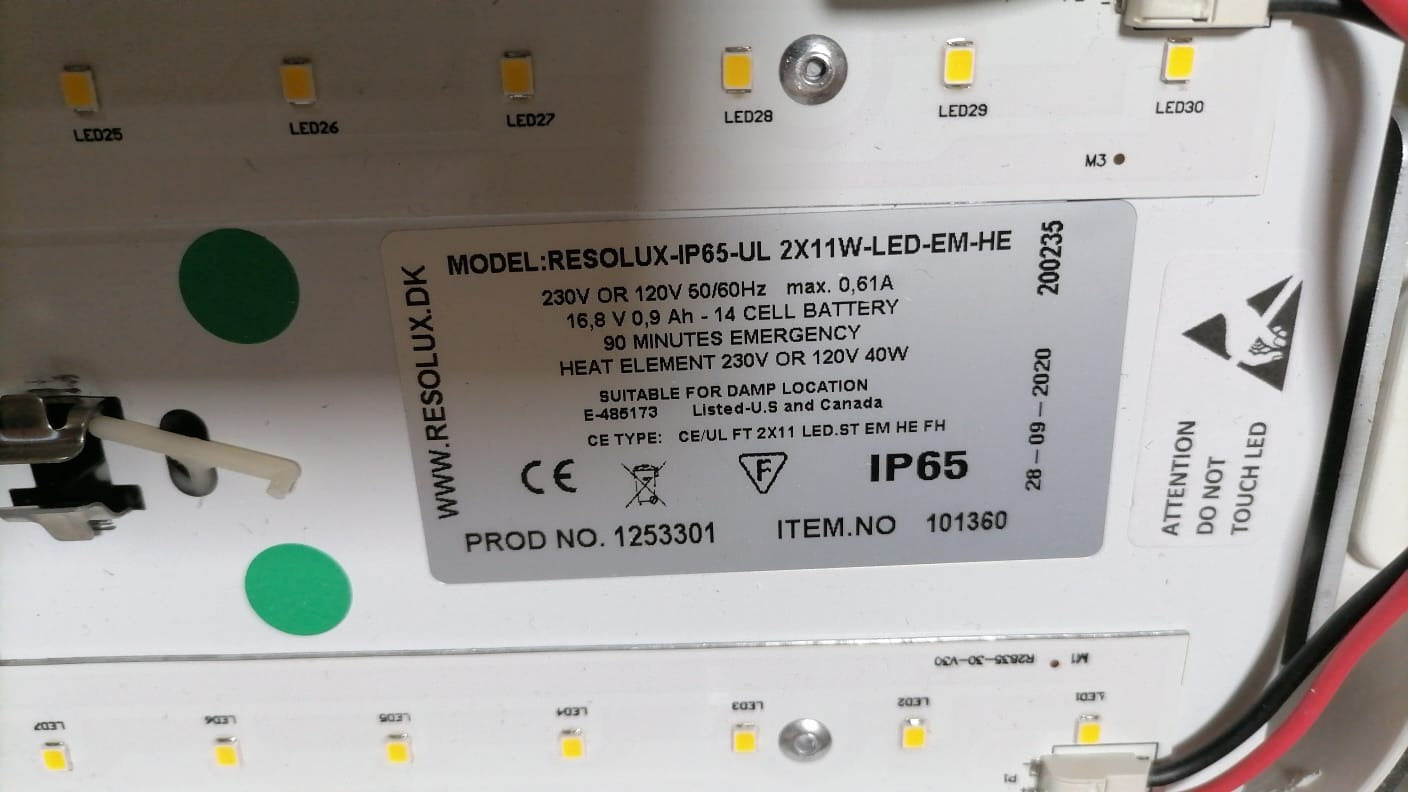 LED25
LED26
LED27
LED28
LED29
LED30
M3
WWW.RESOLUX.DK
MODEL:RESOLUX-IP65-UL 2X11W-LED-EM-HE
230V OR 120V 50/60Hz max. 0,61A
16,8 V 0,9 Ah - 14 CELL BATTERY
90 MINUTES EMERGENCY
HEAT ELEMENT 230V OR 120V 40W
SUITABLE FOR DAMP LOCATION
E-485173 Listed-U.S and Canada
CE TYPE: CE/UL FT 2X11 LED.ST EM HE FH
CE
F
IP65
PROD NO. 1253301 ITEM.NO 101360
200235
28-09-2020
ATTENTION
DO NOT
TOUCH LED
M1
R2835-30-V30
LED7
LED6
LED5
LED4
LED3
LED2
LED1
P1